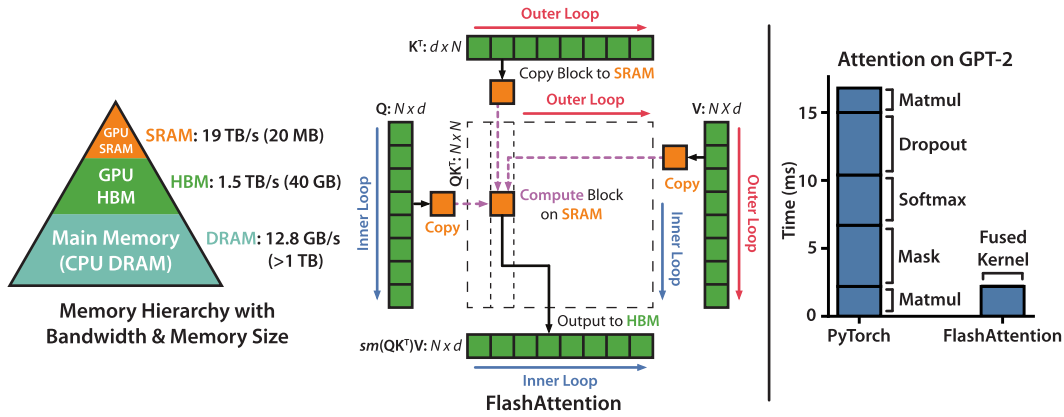 GPU
SRAM
GPU
HBM
Main Memory
(CPU DRAM)
SRAM: 19 TB/s (20 MB)
HBM: 1.5 TB/s (40 GB)
DRAM: 12.8 GB/s
(>1 TB)
Memory Hierarchy with
Bandwidth & Memory Size
Outer Loop
Kᵀ: d x N
Copy Block to SRAM
Outer Loop
Q: N x d
V: N X d
QKᵀ: N x N
Inner Loop
Copy
Compute Block
on SRAM
Copy
Inner Loop
Outer Loop
Output to HBM
sm(QKᵀ)V: N x d
Inner Loop
FlashAttention
Attention on GPT-2
Time (ms)
15
10
5
0
Matmul
Dropout
Softmax
Mask
Matmul
Fused
Kernel
PyTorch
FlashAttention